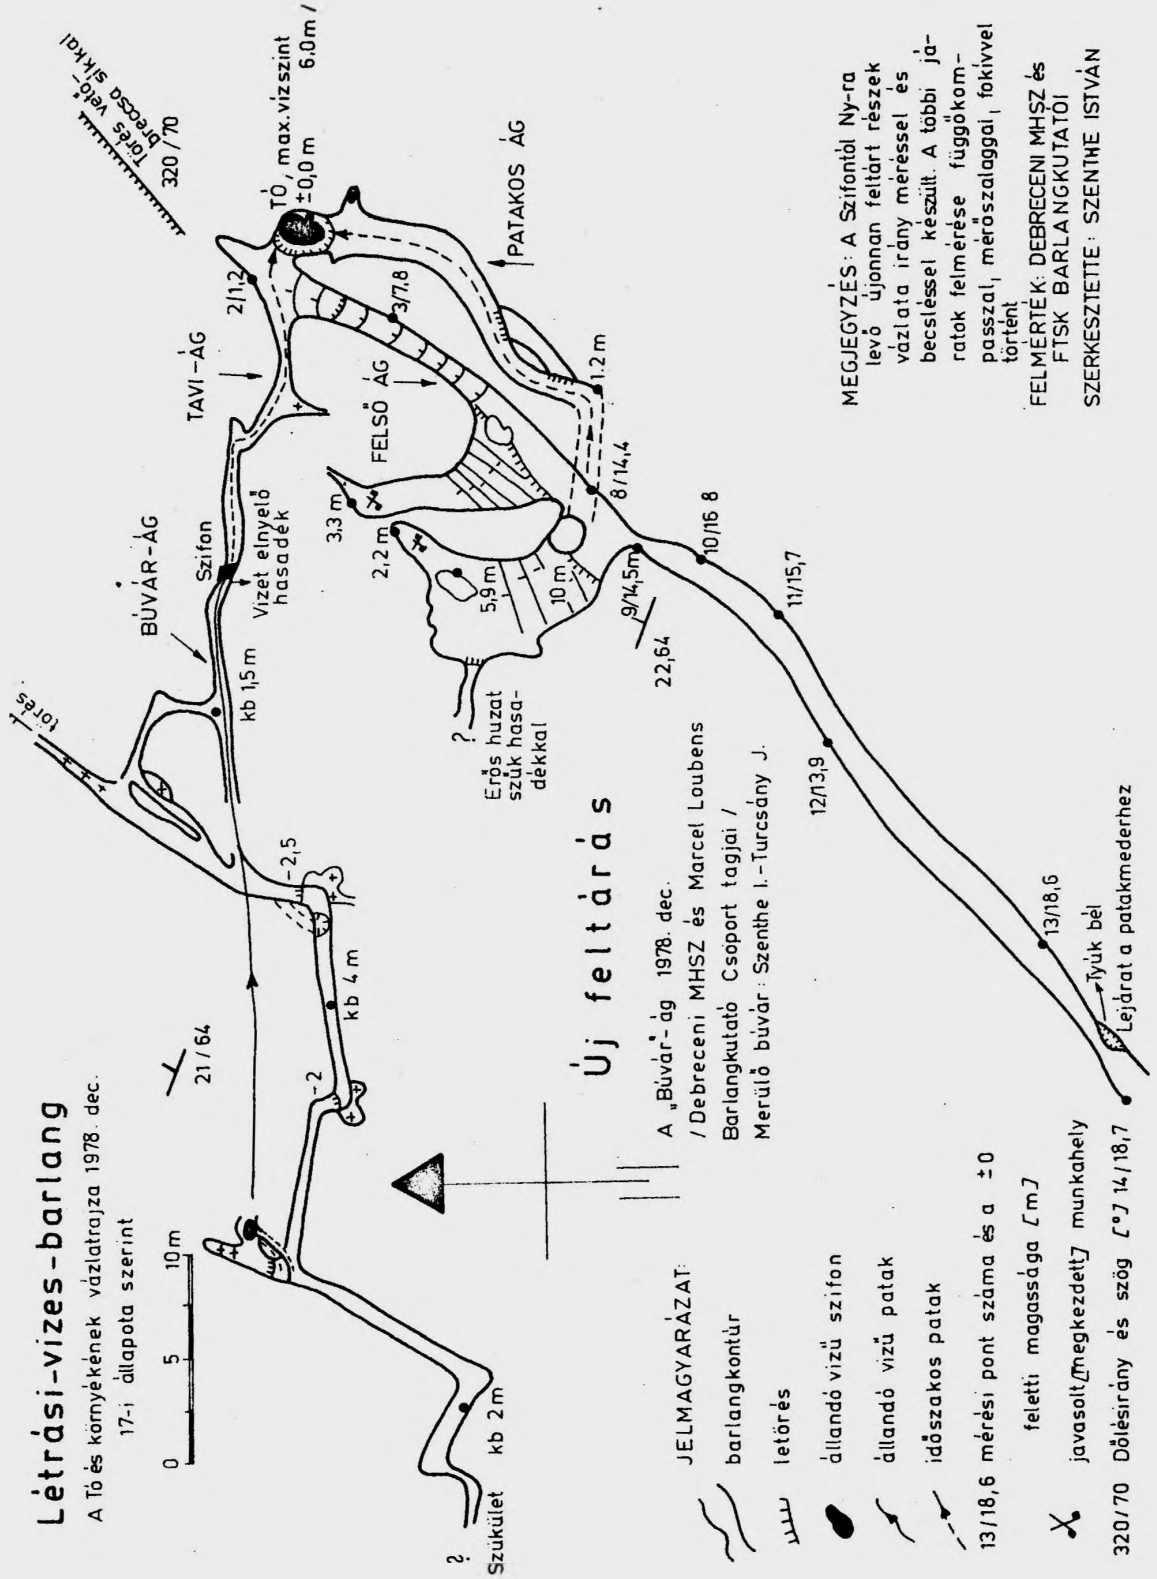 Létrási-vizes-barlang
A Tó és környékének vázlatrajza 1978. dec.
17-i állapota szerint
0 5 10 m
21/64
törés
BÚVÁR-ÁG
Szifon
Vizet elnyelő
hasadék
kb 1,5 m
-2,5
kb 4 m
-2
?
Szűkület kb 2 m
TAVI-ÁG
2/1,2
Törés vető-
breccsa síkkal
320/70
TÓ, max. vízszint
±0,0 m 6.0m/
PATAKOS ÁG
3/7.8
FELSŐ ÁG
3,3 m
2,2 m
5,9 m
10 m
1.2 m
8/14,4
9/14,5m
22,64
?
Erős huzat
szűk hasa-
dékkal
10/16 8
11/15,7
12/13,9
13/18,6
Tyúk bél
Lejárat a patakmederhez
14/18,7
Új feltárás
A „Búvár"-ág 1978. dec.
/Debreceni MHSZ és Marcel Loubens
Barlangkutató Csoport tagjai /
Merülő búvár: Szenthe I.-Turcsány J.
JELMAGYARÁZAT:
barlangkontúr
letörés
állandó vizű szifon
állandó vizű patak
időszakos patak
13/18,6 mérési pont száma és a ±0
feletti magassága [m]
javasolt/megkezdett/ munkahely
320/70 Dőlésirány és szög [°]
MEGJEGYZÉS: A Szifontól Ny-ra
levő újonnan feltárt részek
vázlata irány méréssel és
becsléssel készült. A többi já-
ratok felmérése függőkom-
passzal, mérőszalaggal, fokívvel
történt
FELMÉRTÉK: DEBRECENI MHSZ és
FTSK BARLANGKUTATÓI
SZERKESZTETTE: SZENTHE ISTVÁN